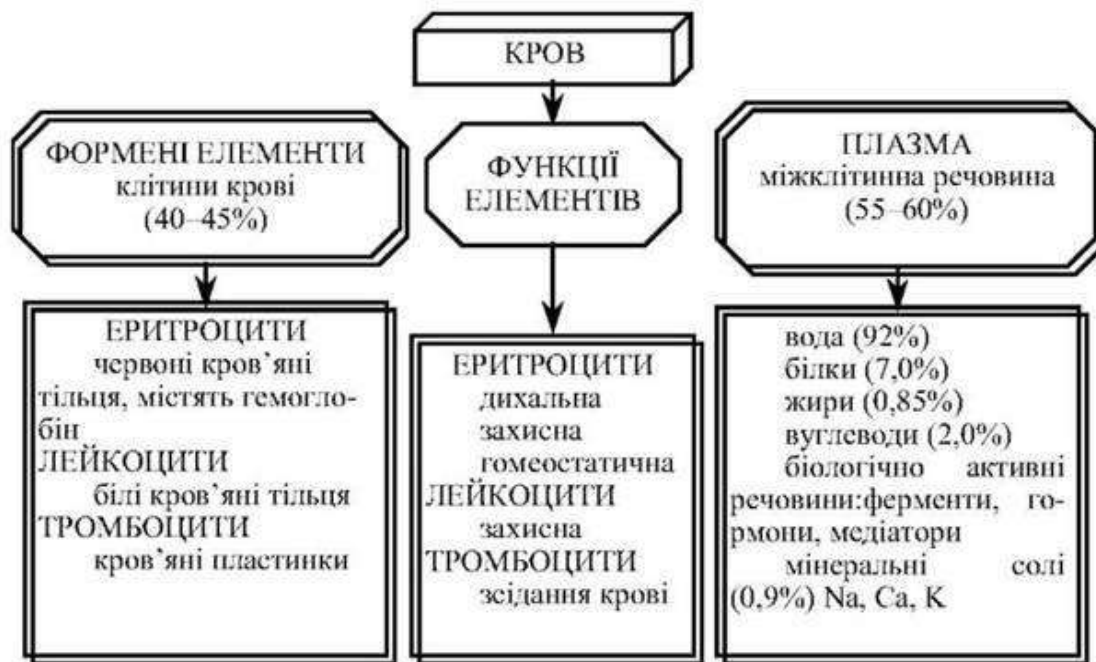 КРОВ
ФОРМЕНІ ЕЛЕМЕНТИ
клітини крові
(40–45%)
ФУНКЦІЇ
ЕЛЕМЕНТІВ
ПЛАЗМА
міжклітинна речовина
(55–60%)
ЕРИТРОЦИТИ
червоні кров’яні
тільця, містять гемогло-
бін
ЛЕЙКОЦИТИ
білі кров’яні тільця
ТРОМБОЦИТИ
кров’яні пластинки
ЕРИТРОЦИТИ
дихальна
захисна
гомеостатична
ЛЕЙКОЦИТИ
захисна
ТРОМБОЦИТИ
зсідання крові
вода (92%)
білки (7,0%)
жири (0,85%)
вуглеводи (2,0%)
біологічно активні
речовини:ферменти, го-
рмони, медіатори
мінеральні солі
(0,9%) Na, Ca, K